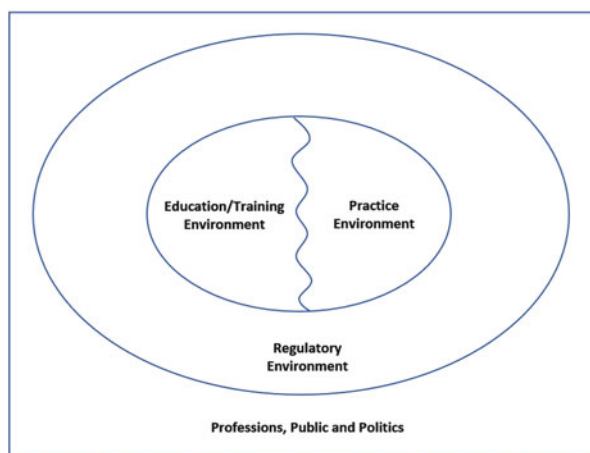 Education/Training
Environment
Practice
Environment
Regulatory
Environment
Professions, Public and Politics